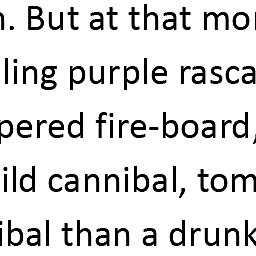 . But at that mo
ling purple rasca
pered fire-board,
ild cannibal, tom
ibal than a drunk